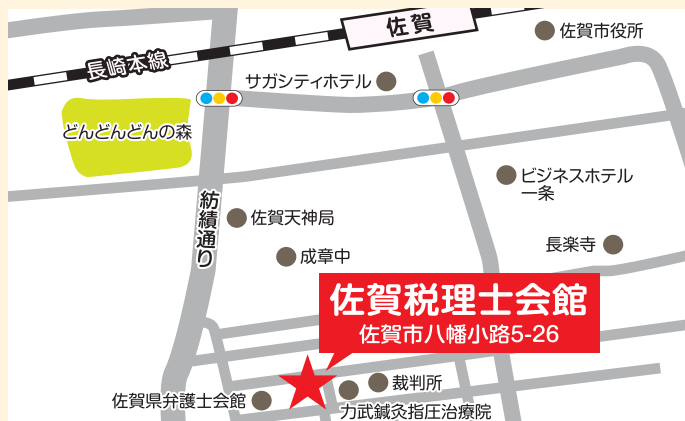 佐賀
佐賀市役所
長崎本線
サガシティホテル
どんどんどんの森
ビジネスホテル
一条
紡績通り
佐賀天神局
長楽寺
成章中
佐賀税理士会館
佐賀市八幡小路5-26
裁判所
佐賀県弁護士会館
力武鍼灸指圧治療院